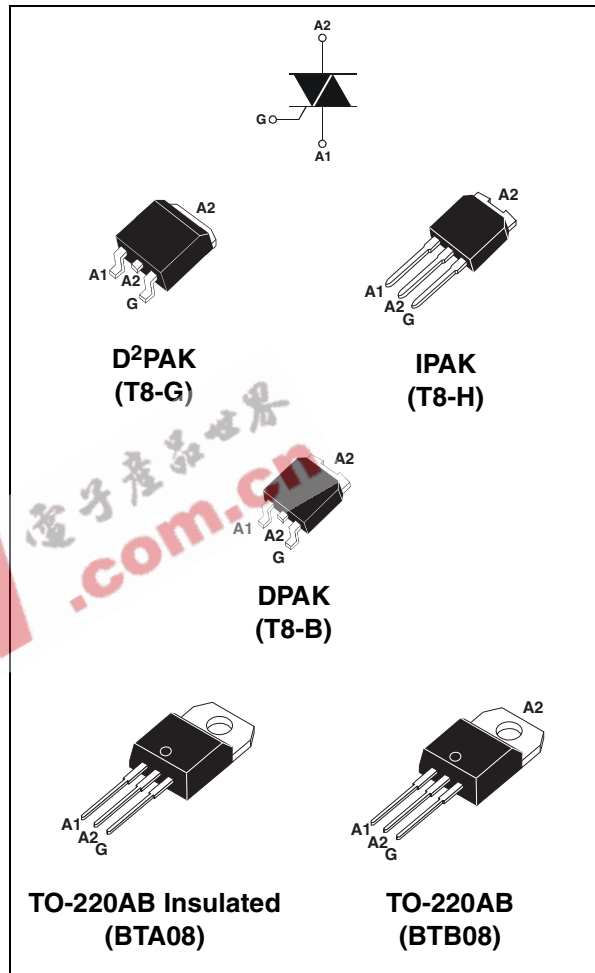 A2
G
A1
A2
A1
A2
G
D²PAK
(T8-G)
A2
A1
A2
G
IPAK
(T8-H)
電子產品世界
.com.cn
A2
A1
A2
G
DPAK
(T8-B)
A1
A2
G
TO-220AB Insulated
(BTA08)
A2
A1
A2
G
TO-220AB
(BTB08)